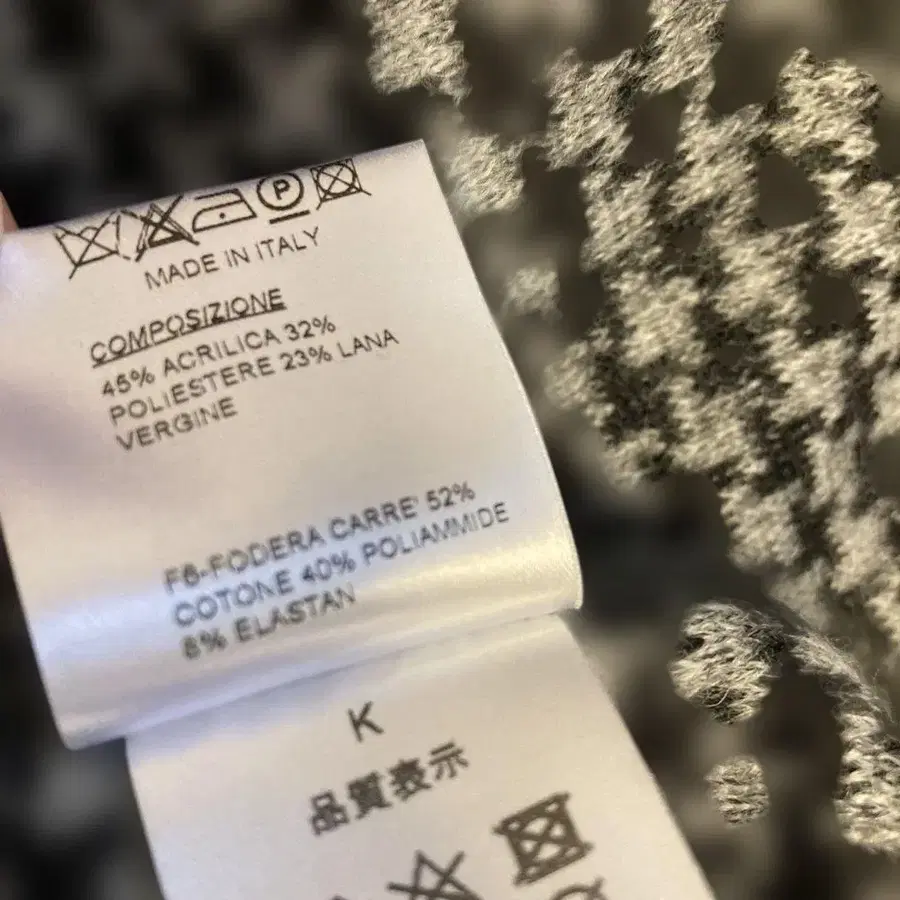 P
MADE IN ITALY
COMPOSIZIONE
45% ACRILICA 32%
POLIESTERE 23% LANA
VERGINE
F6-FODERA CARRE' 52%
COTONE 40% POLIAMMIDE
8% ELASTAN
K
品質表示